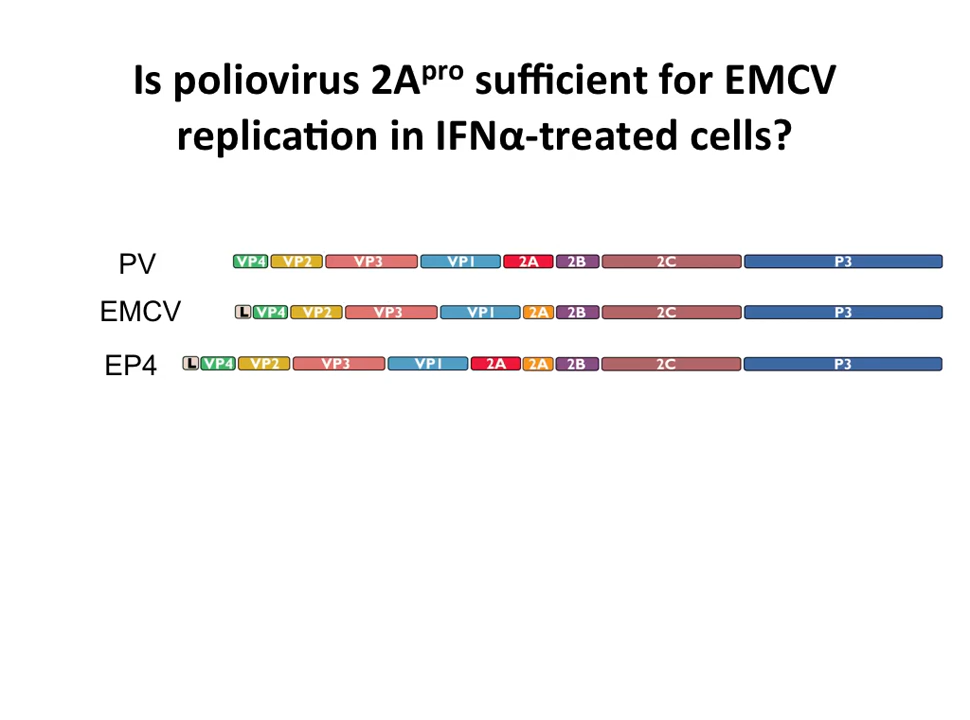 Is poliovirus 2Apro sufficient for EMCV
replication in IFNα-treated cells?
PV VP4 VP2 VP3 VP1 2A 2B 2C P3
EMCV L VP4 VP2 VP3 VP1 2A 2B 2C P3
EP4 L VP4 VP2 VP3 VP1 2A 2A 2B 2C P3